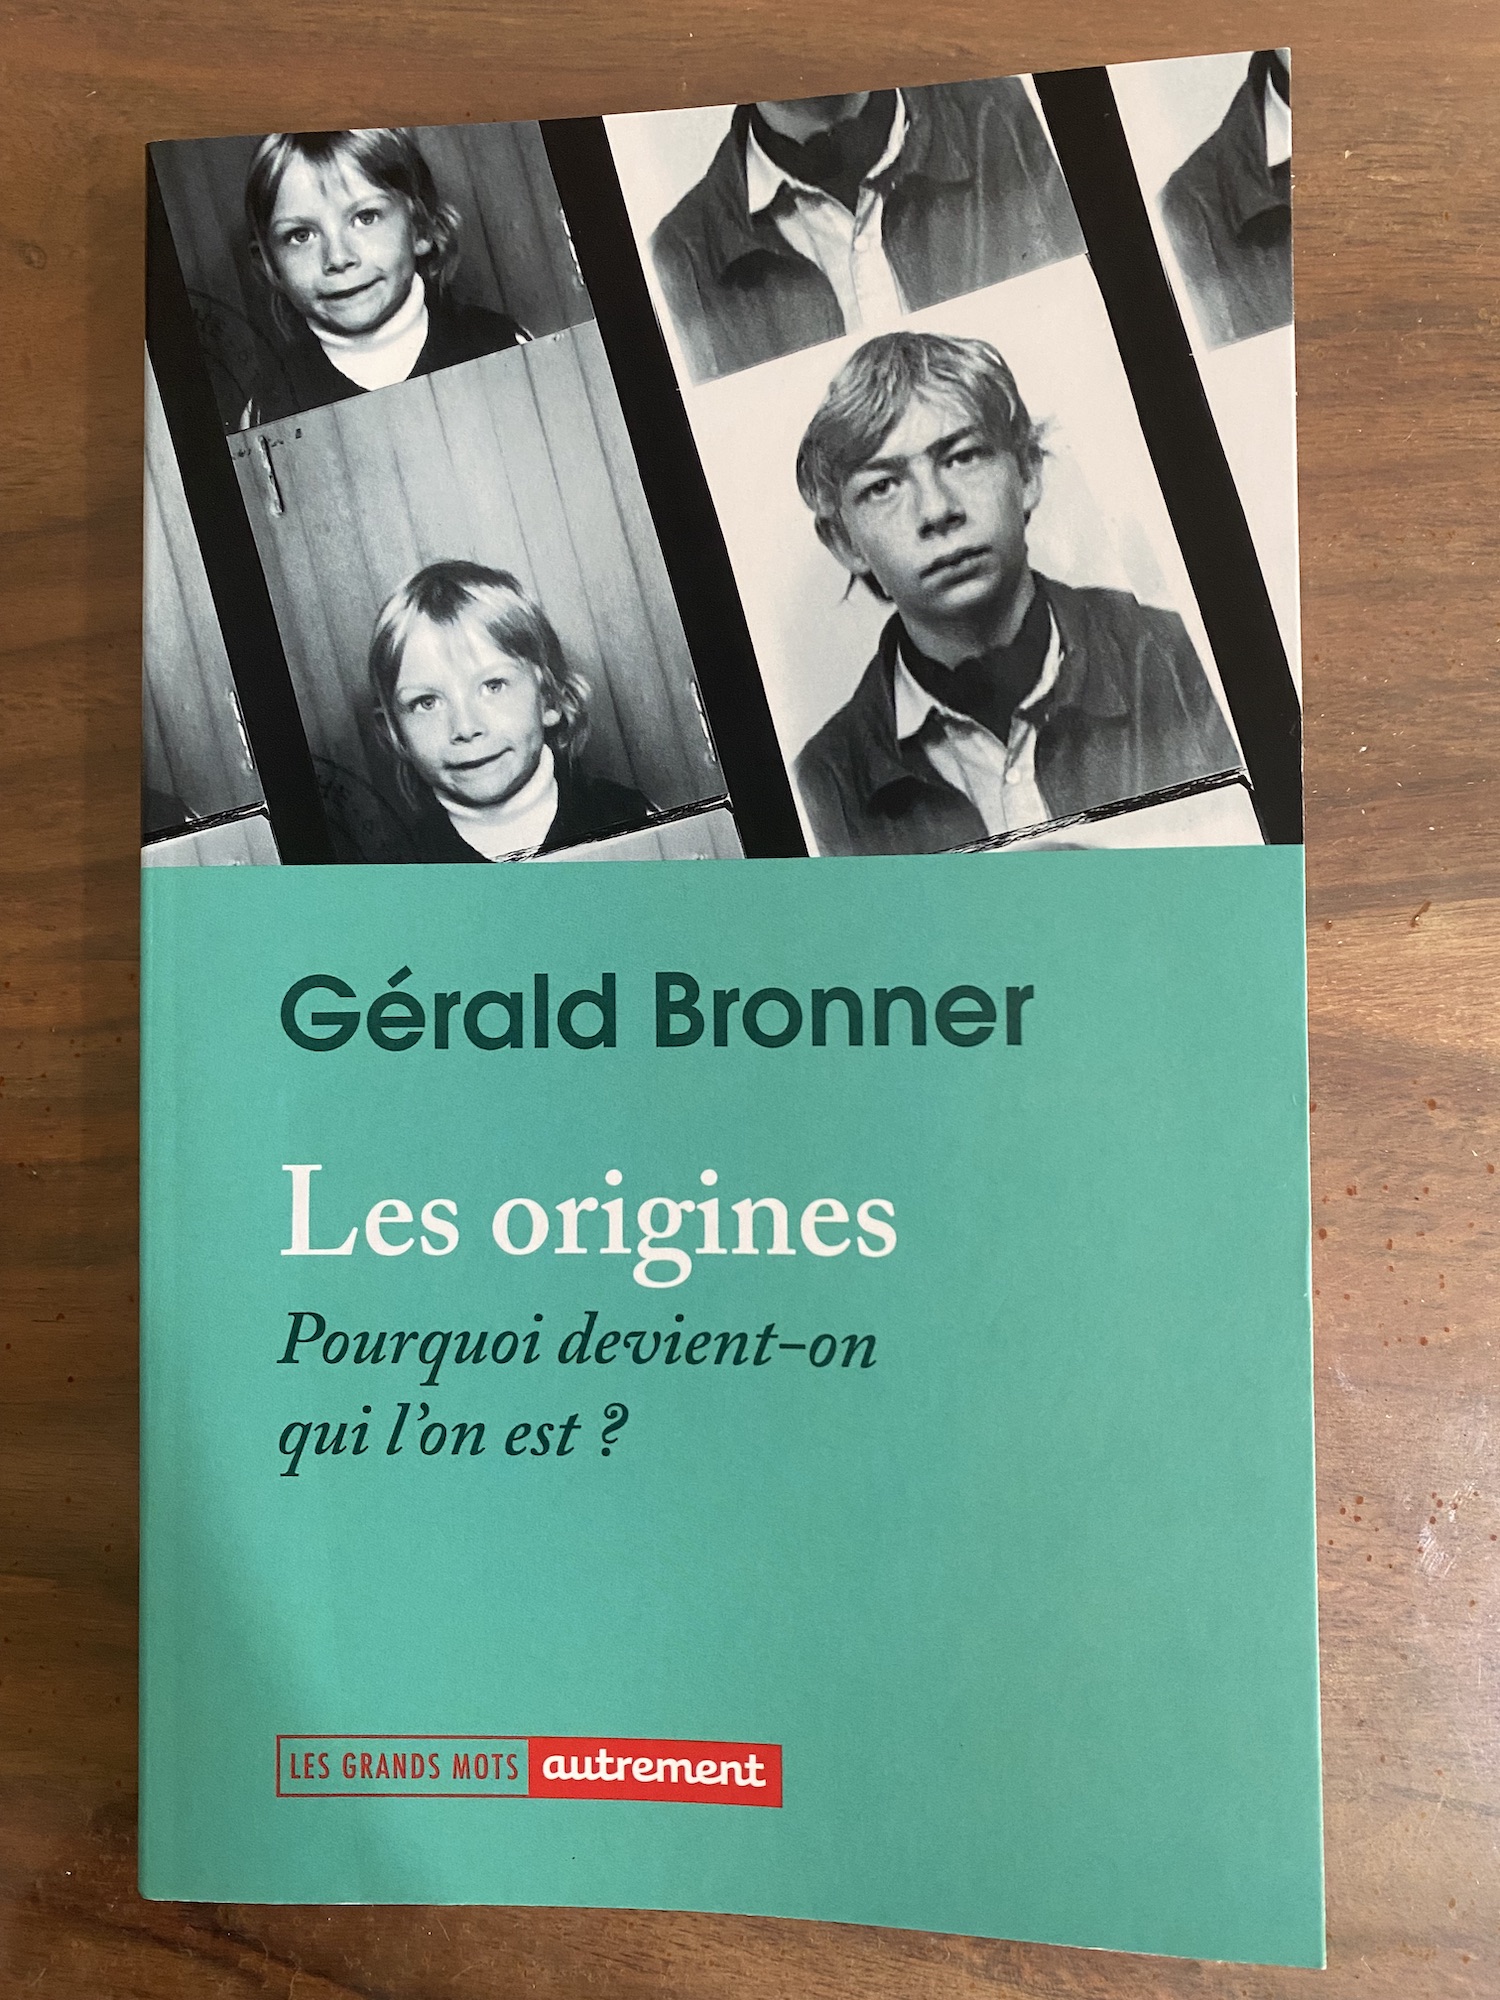 Gérald Bronner
Les origines
Pourquoi devient-on
qui l'on est ?
LES GRANDS MOTS autrement